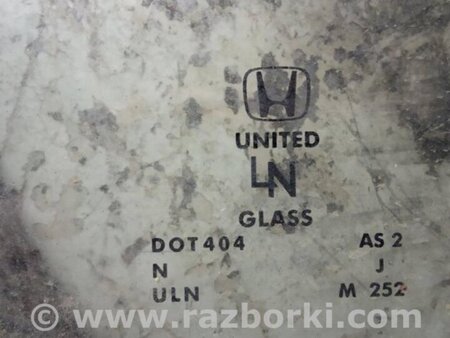 UNITED
LN
GLASS
DOT404 AS 2
N J
ULN M 252
www.razborki.com